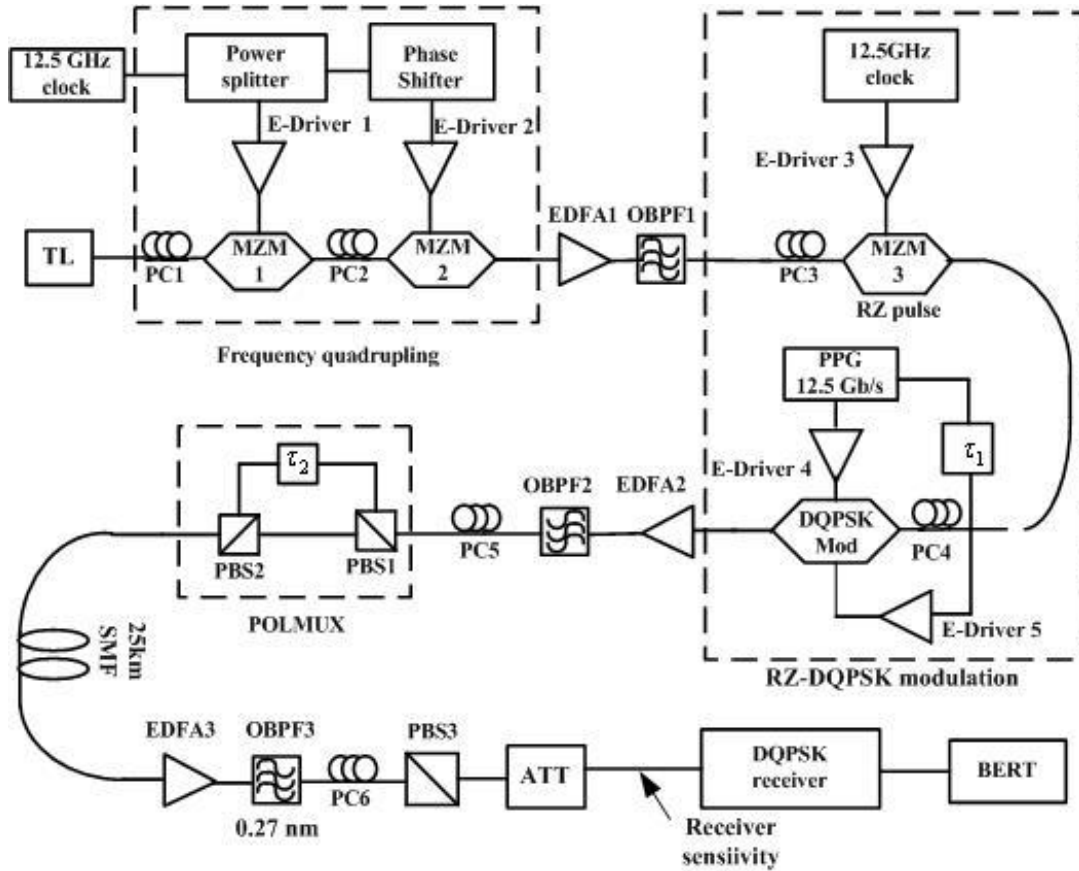 12.5 GHz
clock
Power
splitter
Phase
Shifter
E-Driver 1
E-Driver 2
TL
PC1
MZM
1
PC2
MZM
2
Frequency quadrupling
EDFA1
OBPF1
12.5GHz
clock
E-Driver 3
PC3
MZM
3
RZ pulse
PPG
12.5 Gb/s
τ1
E-Driver 4
DQPSK
Mod
PC4
E-Driver 5
RZ-DQPSK modulation
EDFA2
OBPF2
PC5
τ2
PBS2
PBS1
POLMUX
25km
SMF
EDFA3
OBPF3
0.27 nm
PC6
PBS3
ATT
DQPSK
receiver
BERT
Receiver
sensiivity